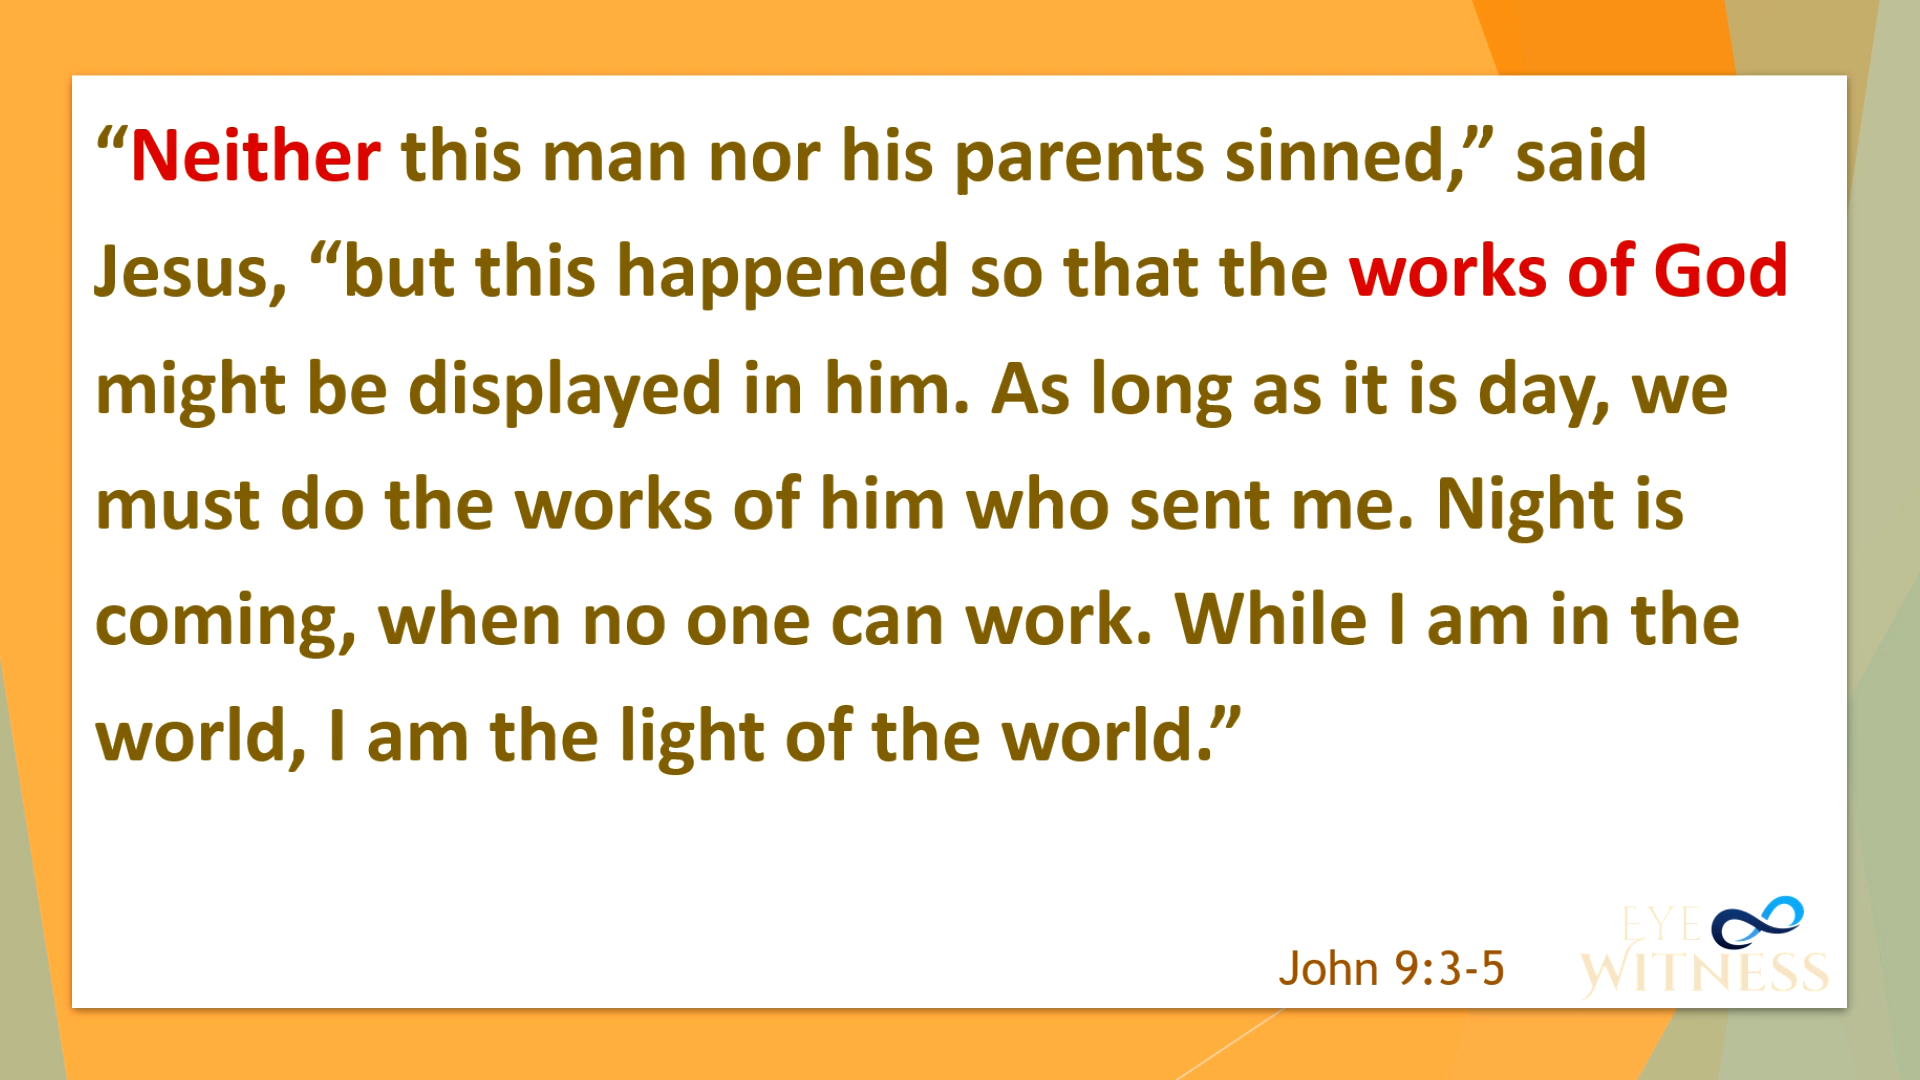 “Neither this man nor his parents sinned,” said
Jesus, “but this happened so that the works of God
might be displayed in him. As long as it is day, we
must do the works of him who sent me. Night is
coming, when no one can work. While I am in the
world, I am the light of the world.”
John 9:3-5
EYE
WITNESS